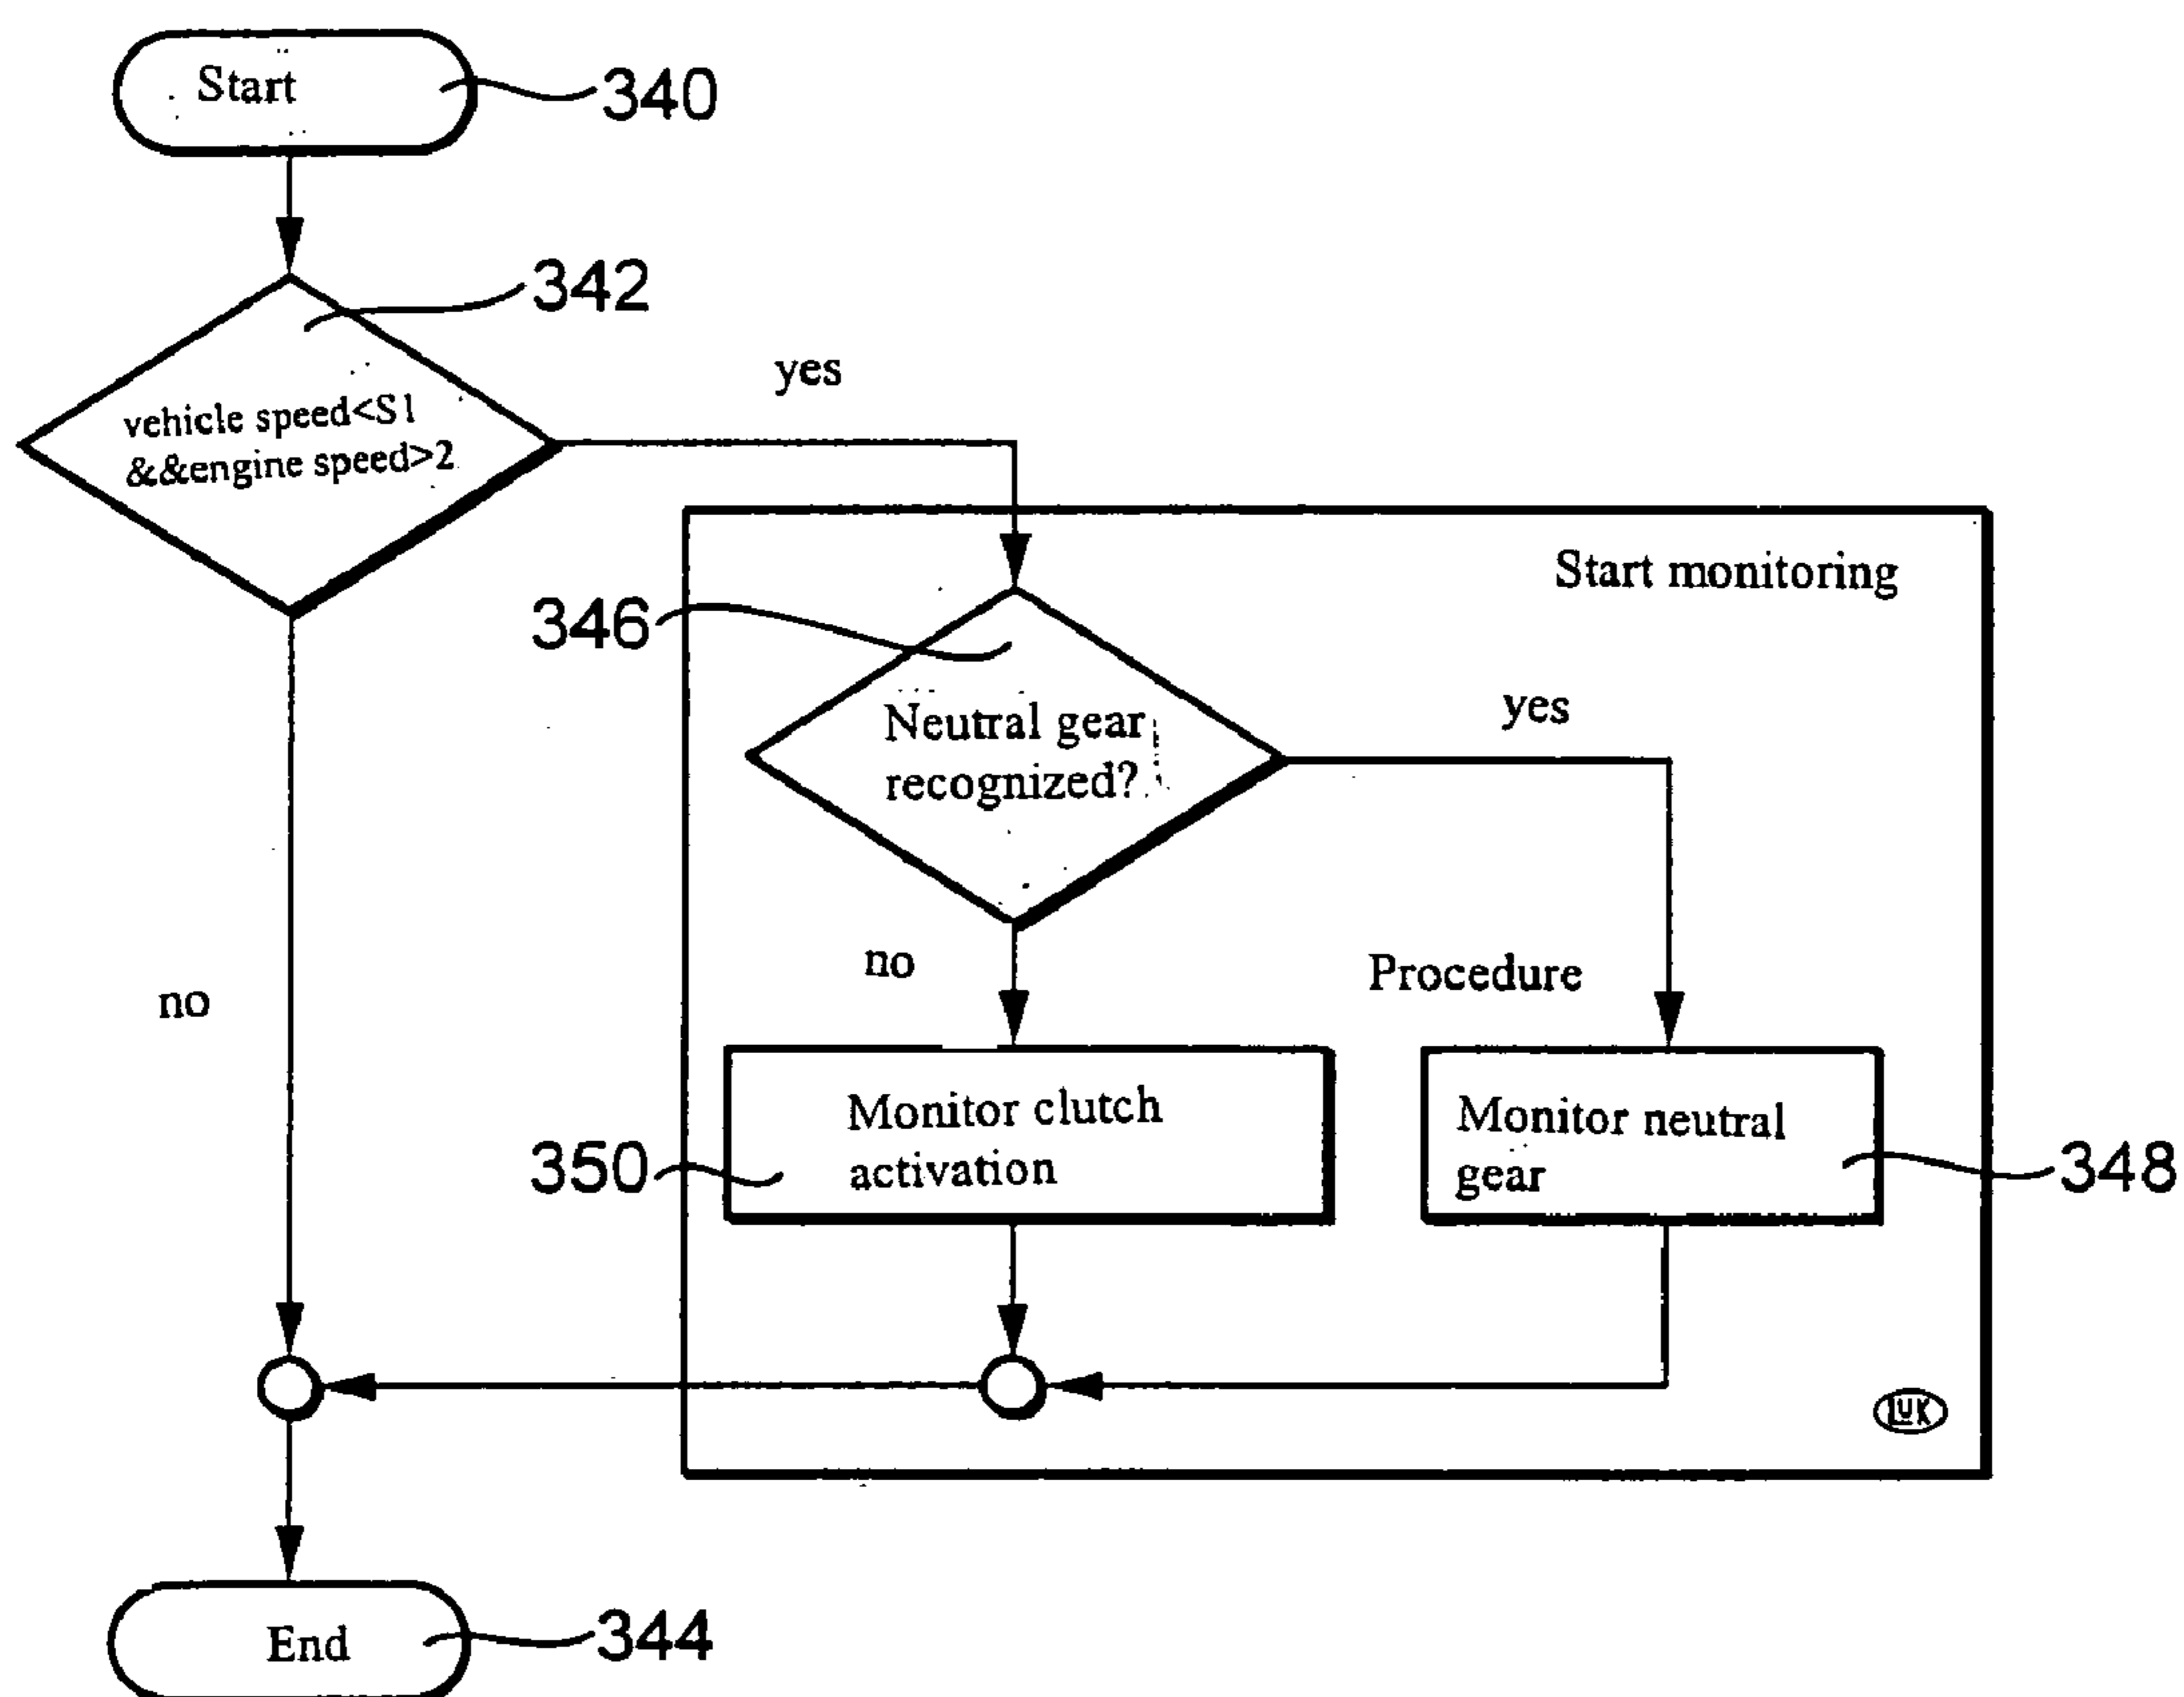 Start
340
342
vehicle speed<S1
&&engine speed>2
yes
Start monitoring
346
Neutral gear
recognized?
yes
no
Procedure
no
Monitor clutch
activation
350
Monitor neutral
gear
348
LuK
End
344